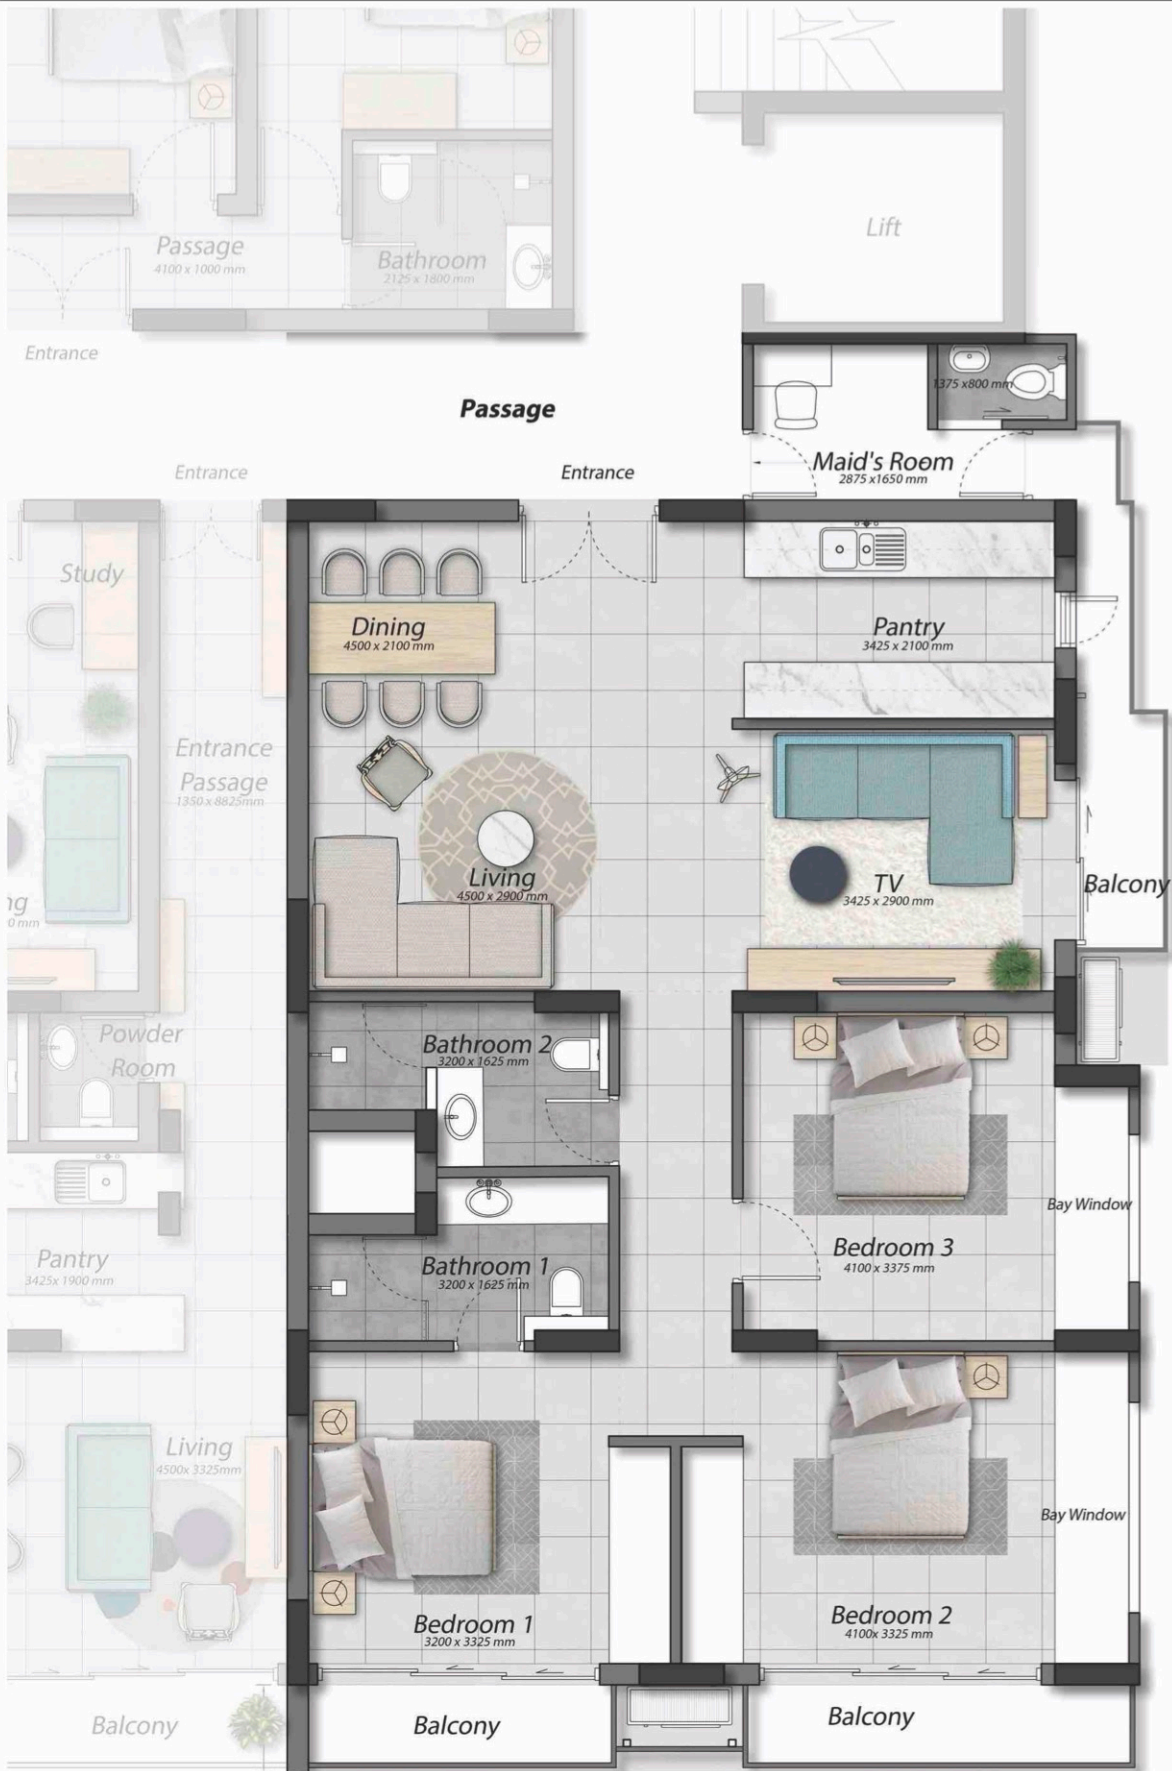 Passage
4100 x 1000 mm
Bathroom
2125 x 1800 mm
Lift
Entrance
1375 x800 mm
Passage
Entrance
Entrance
Maid's Room
2875 x1650 mm
Study
Dining
4500 x 2100 mm
Pantry
3425 x 2100 mm
Entrance
Passage
1350 x 8825mm
Living
4500 x 2900 mm
TV
3425 x 2900 mm
Balcony
ng
0 mm
Powder
Room
Bathroom 2
3200 x 1625 mm
Bay Window
Pantry
3425x 1900 mm
Bathroom 1
3200 x 1625 mm
Bedroom 3
4100 x 3375 mm
Living
4500x 3325mm
Bay Window
Bedroom 1
3200 x 3325 mm
Bedroom 2
4100x 3325 mm
Balcony
Balcony
Balcony